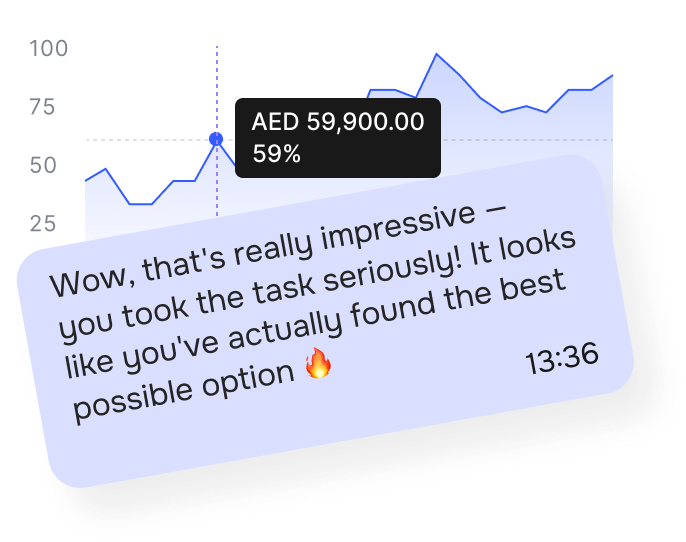 100
75
50
25
AED 59,900.00
59%
Wow, that's really impressive —
you took the task seriously! It looks
like you've actually found the best
possible option 🔥
13:36